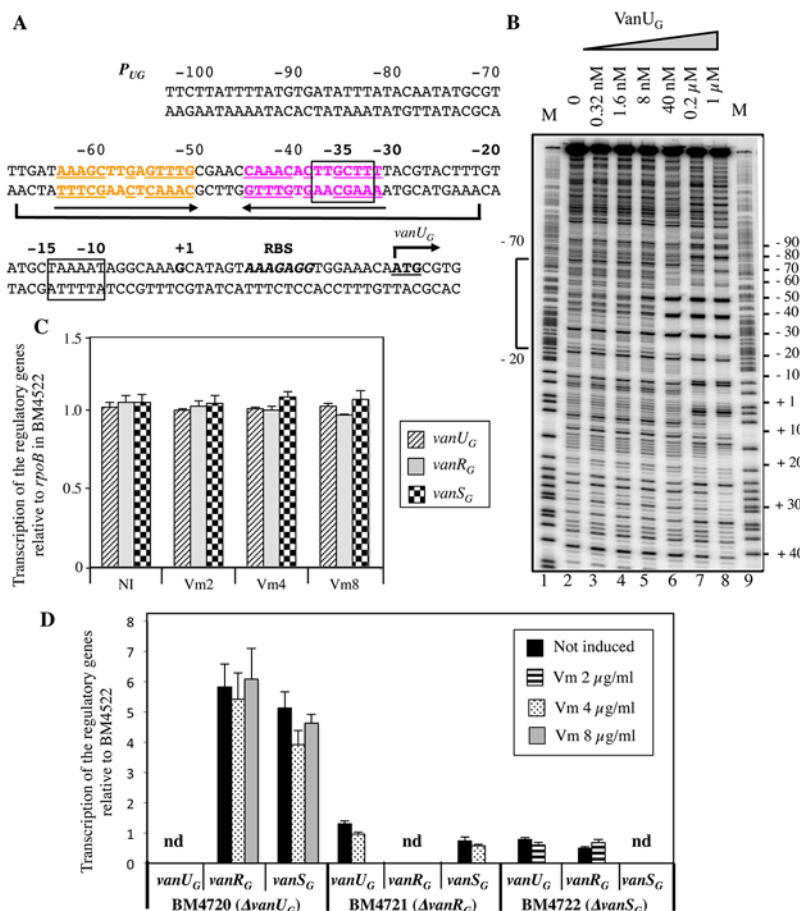 A
P_UG -100 -90 -80 -70
TTCTTATTTTATGTGATATTTATACAATATGCGT
AAGAATAAAATACACTATAAATATGTTATACGCA
-60 -50 -40 -35 -31 -20
TTGATAAAGCTTGAGTTTGCGAACCAAACACTTGCTTTTACGTACTTTGT
AACTATTTCGAACTCAAACGCTTGGTTTGTGAACGAAAATGCATGAAACA
-15 -10 +1 RBS vanU_G
ATGCTAAAATAGGCAAAGCATAGTAAAGAGGTGGAAACAATGCGTG
TACGATTTTATCCGTTTCGTATCATTTCTCCACCTTTGTTACGCAC
B
VanU_G
M 0 0.32 nM 1.6 nM 8 nM 40 nM 0.2 µM 1 µM M
- 70
- 20
- 90
- 80
- 70
- 60
- 50
- 40
- 30
- 20
- 10
+ 1
+ 10
+ 20
+ 30
+ 40
1 2 3 4 5 6 7 8 9
C
Transcription of the regulatory genes
relative to rpoB in BM4522
1.5
1.0
0.5
0
NI Vm2 Vm4 Vm8
vanU_G
vanR_G
vanS_G
D
Transcription of the regulatory genes
relative to BM4522
8
7
6
5
4
3
2
1
0
Not induced
Vm 2 µg/ml
Vm 4 µg/ml
Vm 8 µg/ml
nd nd nd
vanU_G vanR_G vanS_G vanU_G vanR_G vanS_G vanU_G vanR_G vanS_G
BM4720 (ΔvanU_G) BM4721 (ΔvanR_G) BM4722 (ΔvanS_G)